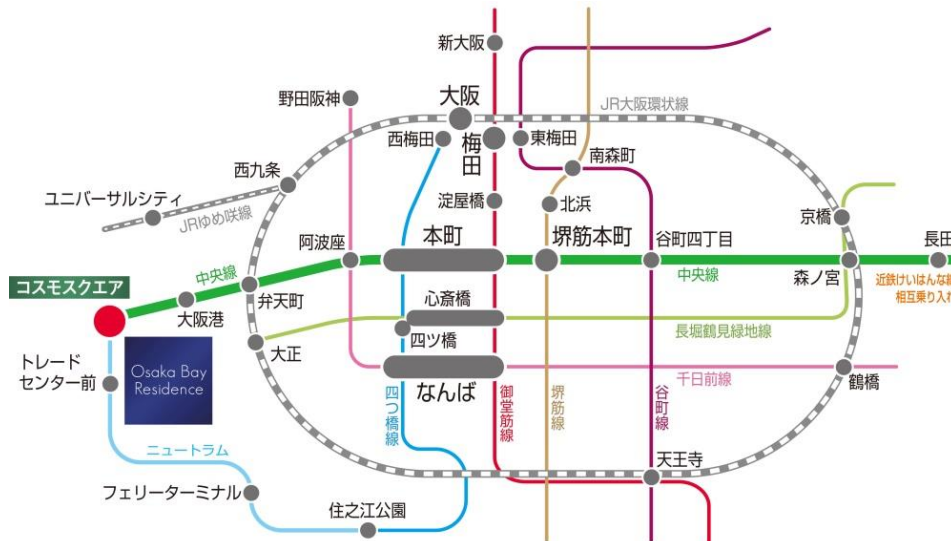 新大阪
野田阪神
大阪
JR大阪環状線
西梅田
梅田
東梅田
南森町
西九条
ユニバーサルシティ
JRゆめ咲線
淀屋橋
北浜
京橋
阿波座
本町
堺筋本町
谷町四丁目
長田
コスモスクエア
中央線
中央線
森ノ宮
近鉄けいはんな線
相互乗り入れ
大阪港
弁天町
心斎橋
四ツ橋
長堀鶴見緑地線
大正
トレード
センター前
Osaka Bay
Residence
なんば
千日前線
鶴橋
四つ橋線
御堂筋線
堺筋線
谷町線
ニュートラム
天王寺
フェリーターミナル
住之江公園